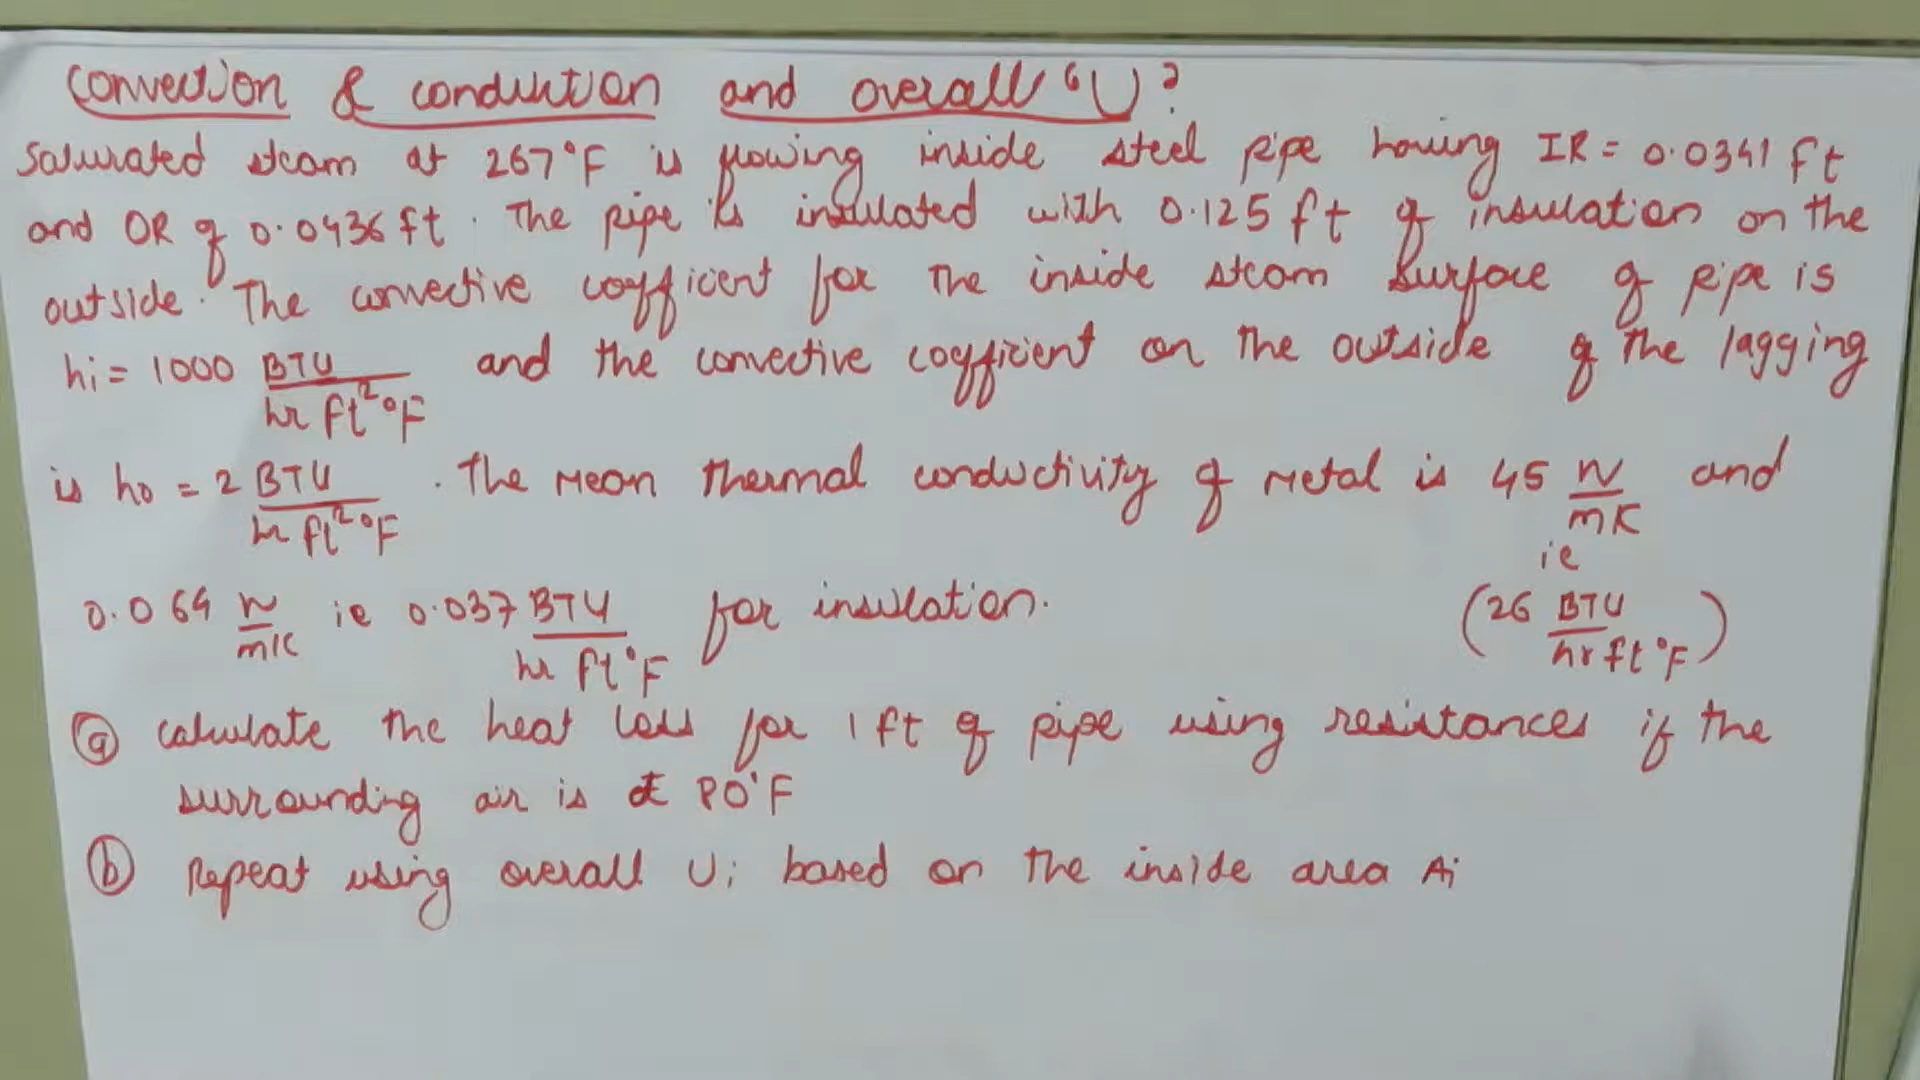 convection & conduction and overall "U"?
Saturated steam at 267°F is flowing inside steel pipe having IR = 0.0341 ft
and OR of 0.0436 ft. The pipe is insulated with 0.125 ft of insulation on the
outside. The convective coefficient for the inside steam surface of pipe is
hi = 1000 BTU/hr ft²°F and the convective coefficient on the outside of the lagging
is ho = 2 BTU/hr ft²°F. The mean thermal conductivity of metal is 45 W/mK and
ie
0.064 W/mK ie 0.037 BTU/hr ft°F for insulation. (26 BTU/hr ft°F)
(a) calculate the heat loss for 1 ft of pipe using resistances if the
surrounding air is at 80°F
(b) Repeat using overall Ui based on the inside area Ai